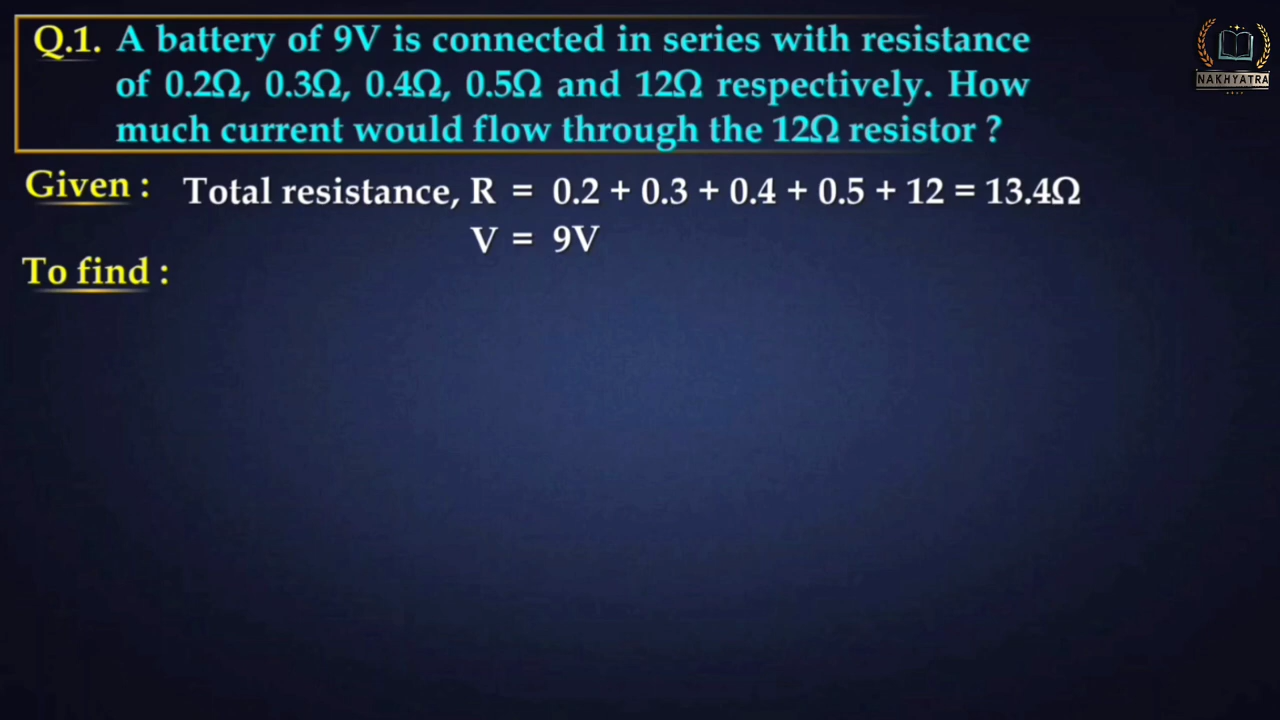 Q.1. A battery of 9V is connected in series with resistance
of 0.2Ω, 0.3Ω, 0.4Ω, 0.5Ω and 12Ω respectively. How
much current would flow through the 12Ω resistor ?
NAKHYATRA
Given : Total resistance, R = 0.2 + 0.3 + 0.4 + 0.5 + 12 = 13.4Ω
V = 9V
To find :